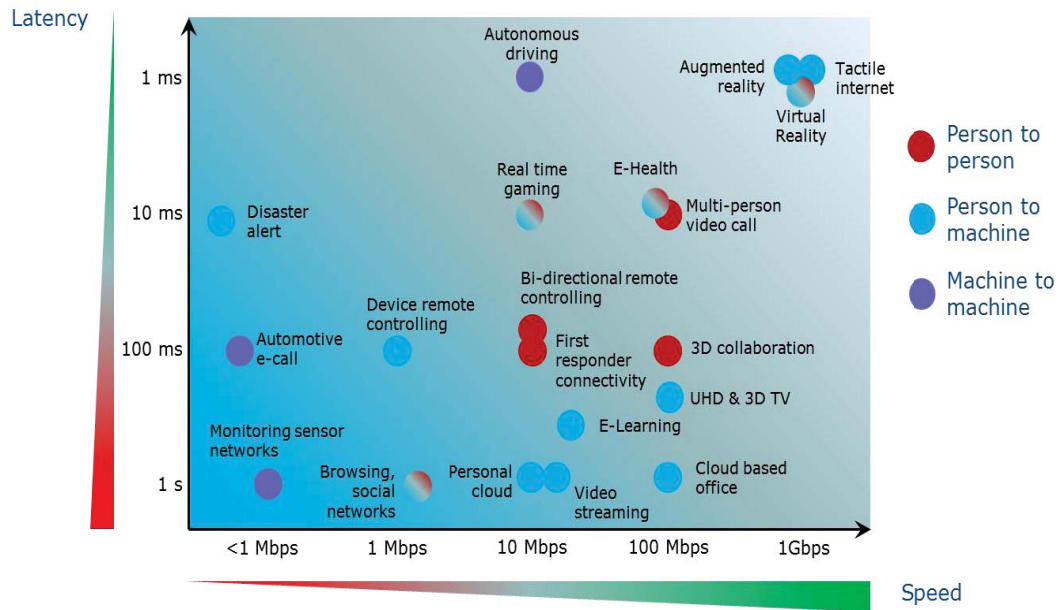 Latency
Autonomous
driving
1 ms
Augmented
reality
Tactile
internet
Virtual
Reality
Person to
person
Real time
gaming
E-Health
10 ms
Disaster
alert
Multi-person
video call
Person to
machine
Bi-directional remote
controlling
Device remote
controlling
Machine to
machine
100 ms
Automotive
e-call
First
responder
connectivity
3D collaboration
UHD & 3D TV
E-Learning
Monitoring sensor
networks
1 s
Browsing,
social
networks
Personal
cloud
Video
streaming
Cloud based
office
<1 Mbps
1 Mbps
10 Mbps
100 Mbps
1Gbps
Speed